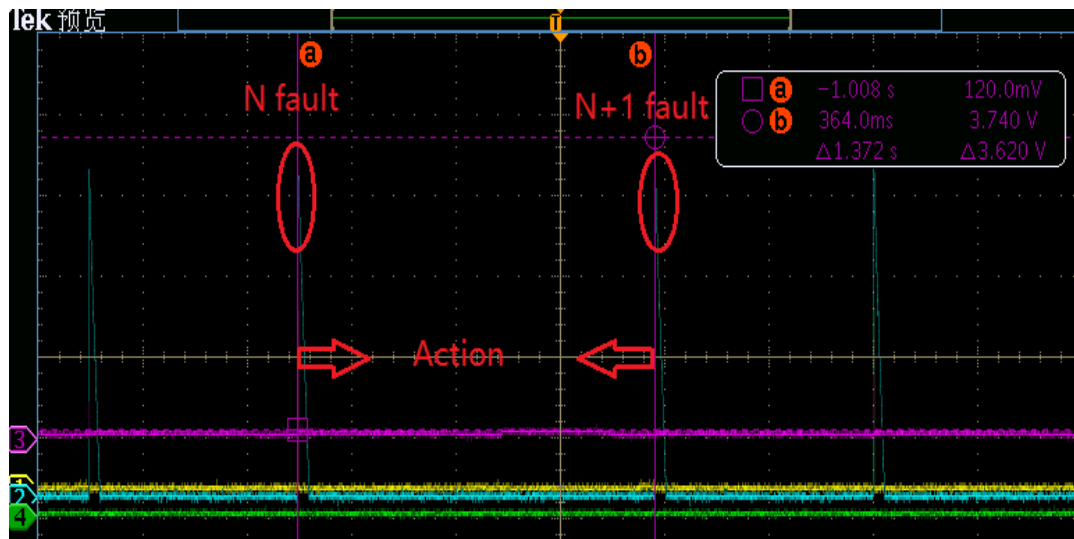 Tek 预览
T
a
b
N fault
N+1 fault
a -1.008 s 120.0mV
b 364.0ms 3.740 V
Δ1.372 s Δ3.620 V
Action
3
1
2
4